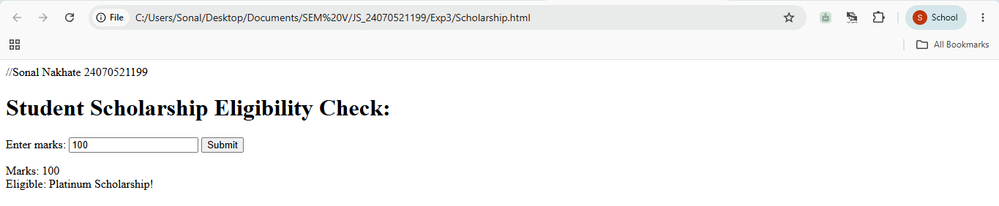 File C:/Users/Sonal/Desktop/Documents/SEM%20V/JS_24070521199/Exp3/Scholarship.html S School
All Bookmarks
//Sonal Nakhate 24070521199
Student Scholarship Eligibility Check:
Enter marks: 100 Submit
Marks: 100
Eligible: Platinum Scholarship!